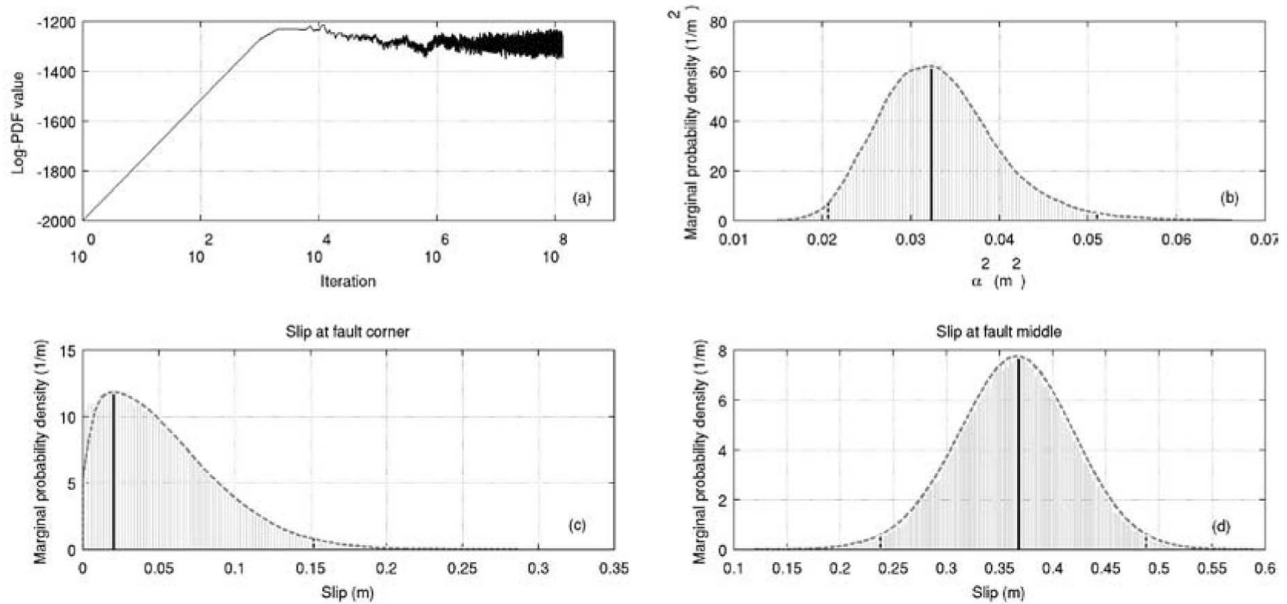 -1200
-1400
-1600
-1800
-2000
Log-PDF value
(a)
0 2 4 6 8
10 10 10 10 10
Iteration
Marginal probability density (1/m 2)
80
60
40
20
0
(b)
0.01 0.02 0.03 0.04 0.05 0.06 0.07
α 2 (m 2)
Slip at fault corner
Marginal probability density (1/m)
15
10
5
0
(c)
0 0.05 0.1 0.15 0.2 0.25 0.3 0.35
Slip (m)
Slip at fault middle
Marginal probability density (1/m)
8
6
4
2
0
(d)
0.1 0.15 0.2 0.25 0.3 0.35 0.4 0.45 0.5 0.55 0.6
Slip (m)